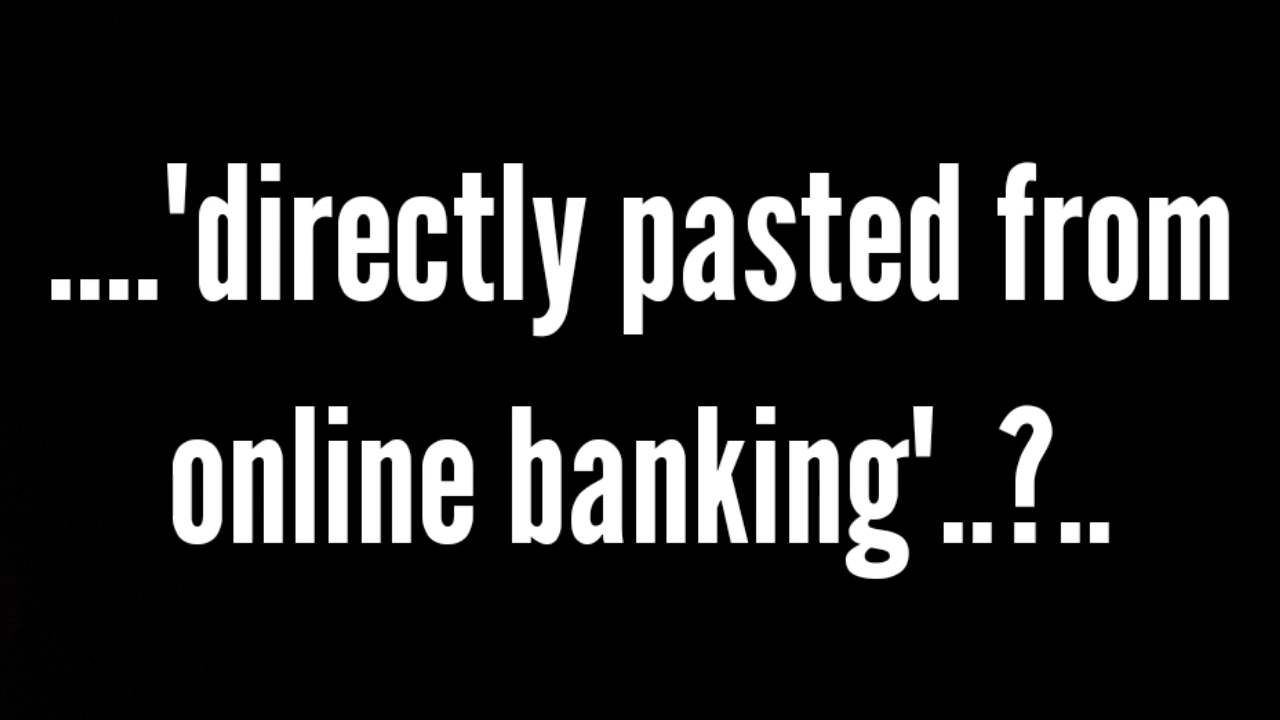 ....'directly pasted from
online banking' ..?..